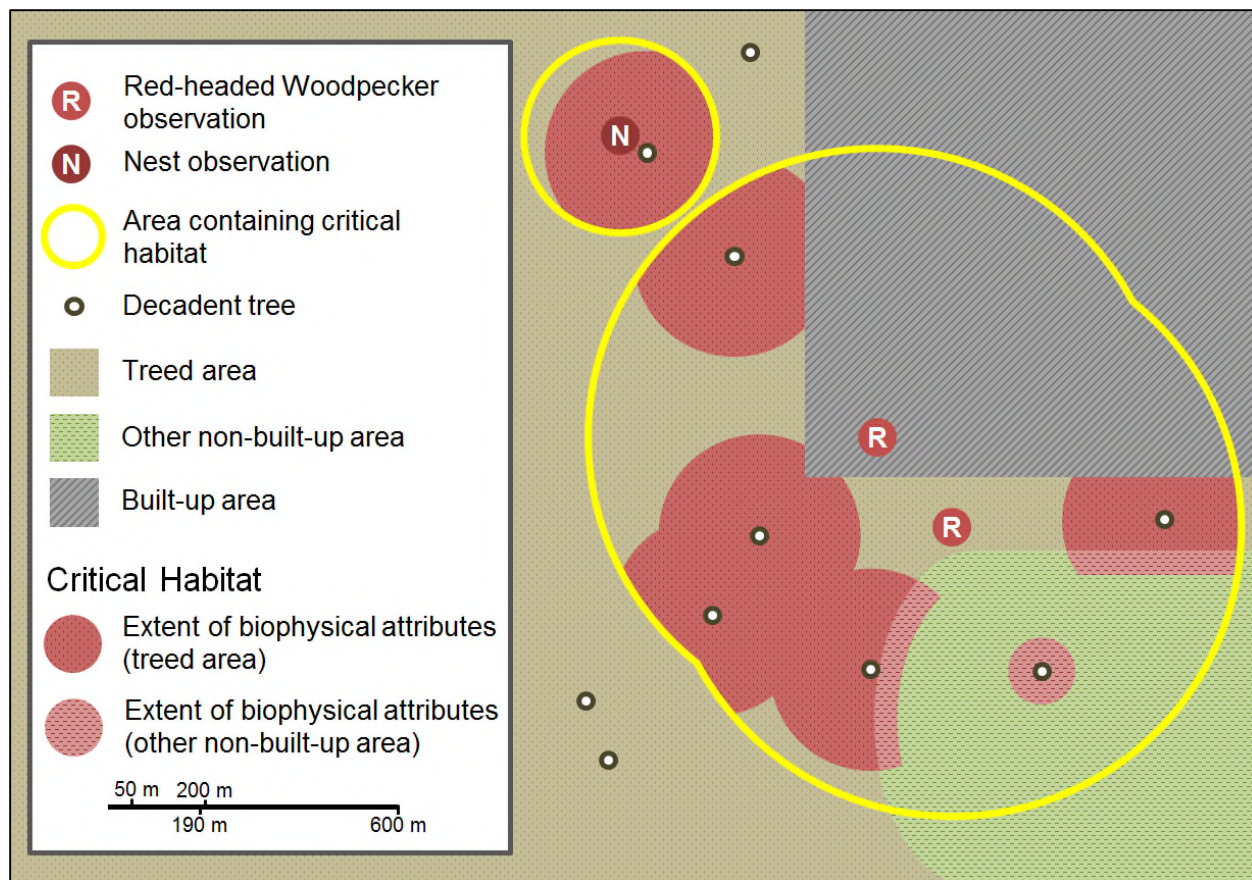 R
Red-headed Woodpecker
observation
N
Nest observation
Area containing critical
habitat
Decadent tree
Treed area
Other non-built-up area
Built-up area
Critical Habitat
Extent of biophysical attributes
(treed area)
Extent of biophysical attributes
(other non-built-up area)
50 m 200 m
190 m 600 m
N
R
R